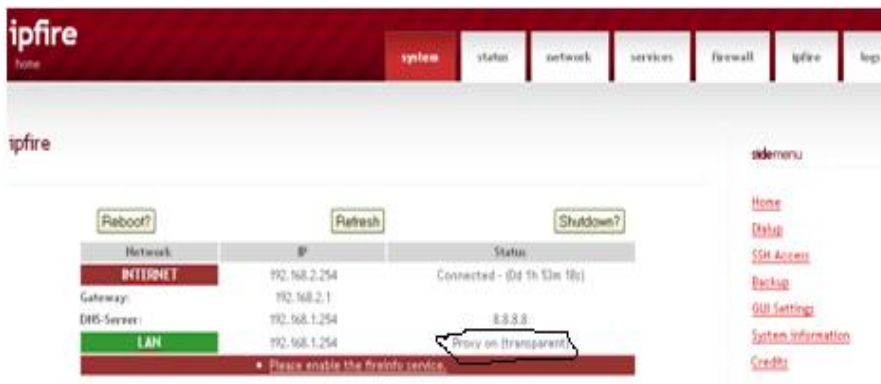 ipfire
home
system status network services firewall ipfire logs
ipfire
sidemenu
Home
Dialup
SSH Access
Backup
GUI Settings
System information
Credits
Reboot? Refresh Shutdown?
Network IP Status
INTERNET 192.168.2.254 Connected - (0d 1h 53m 18s)
Gateway: 192.168.2.1
DNS-Server: 192.168.1.254 8.8.8.8
LAN 192.168.1.254 Proxy on (transparent)
• Please enable the fireinfo service.